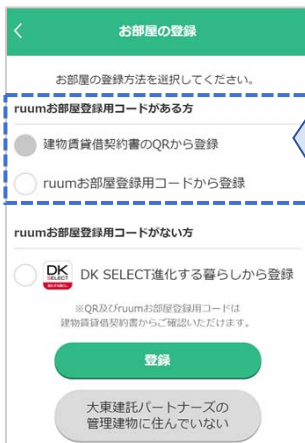 お部屋の登録
お部屋の登録方法を選択してください。
ruumお部屋登録用コードがある方
建物賃貸借契約書のQRから登録
ruumお部屋登録用コードから登録
ruumお部屋登録用コードがない方
DK SELECT
DK SELECT進化する暮らしから登録
※QR及びruumお部屋登録用コードは
建物賃貸借契約書からご確認いただけます。
登録
大東建託パートナーズの
管理建物に住んでいない